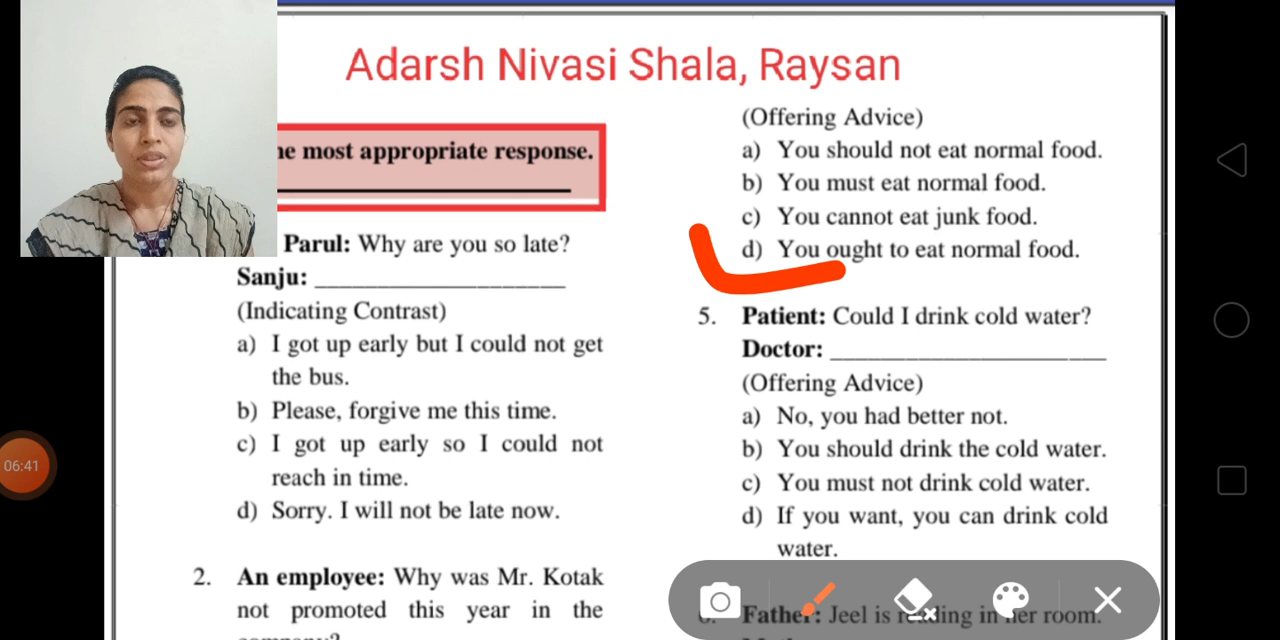 Adarsh Nivasi Shala, Raysan
he most appropriate response.
Parul: Why are you so late?
Sanju: ____________________
(Indicating Contrast)
a) I got up early but I could not get
the bus.
b) Please, forgive me this time.
c) I got up early so I could not
reach in time.
d) Sorry. I will not be late now.
2. An employee: Why was Mr. Kotak
not promoted this year in the
(Offering Advice)
a) You should not eat normal food.
b) You must eat normal food.
c) You cannot eat junk food.
d) You ought to eat normal food.
5. Patient: Could I drink cold water?
Doctor: ______________________
(Offering Advice)
a) No, you had better not.
b) You should drink the cold water.
c) You must not drink cold water.
d) If you want, you can drink cold
water.
Father: Jeel is reading in her room.
06:41